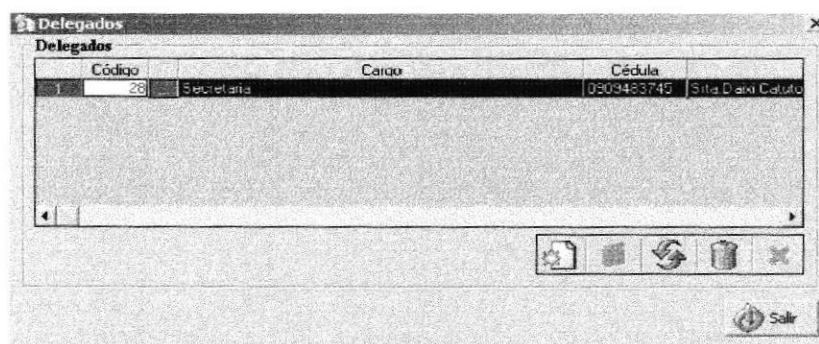 Delegados
Delegados
Código Cargo Cédula
1 28 Secretaria 0909483745 Srta.Daixi Catuto
Salir